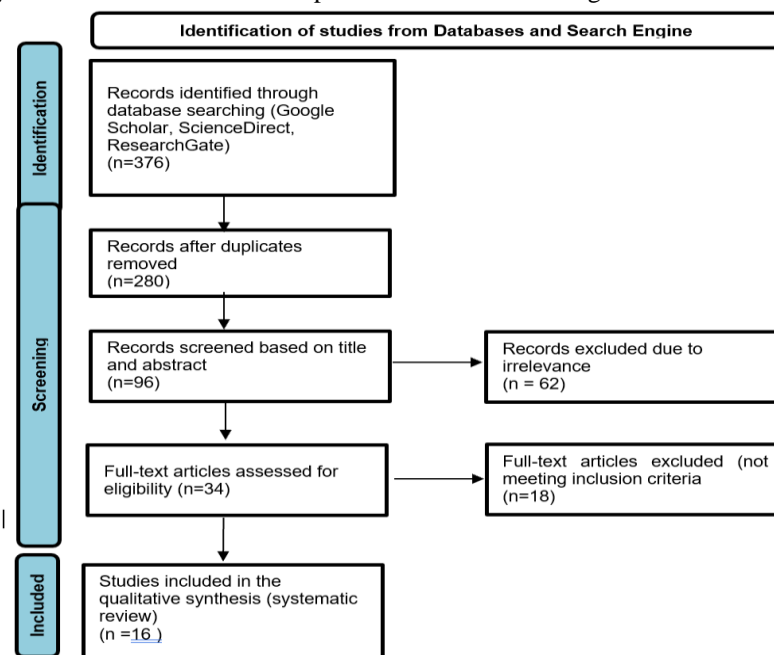 Identification of studies from Databases and Search Engine
Identification
Records identified through
database searching (Google
Scholar, ScienceDirect,
ResearchGate)
(n=376)
Screening
Records after duplicates
removed
(n=280)
Records screened based on title
and abstract
(n=96)
Records excluded due to
irrelevance
(n = 62)
Full-text articles assessed for
eligibility (n=34)
Full-text articles excluded (not
meeting inclusion criteria
(n=18)
Included
Studies included in the
qualitative synthesis (systematic
review)
(n =16 )